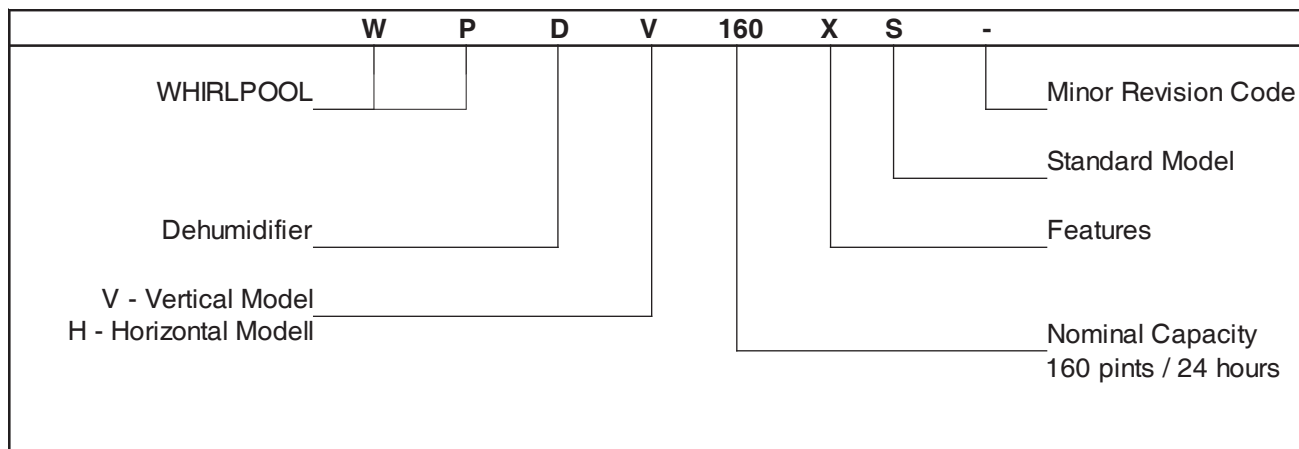 W P D V 160 X S -
WHIRLPOOL
Minor Revision Code
Standard Model
Dehumidifier
Features
V - Vertical Model
H - Horizontal Modell
Nominal Capacity
160 pints / 24 hours